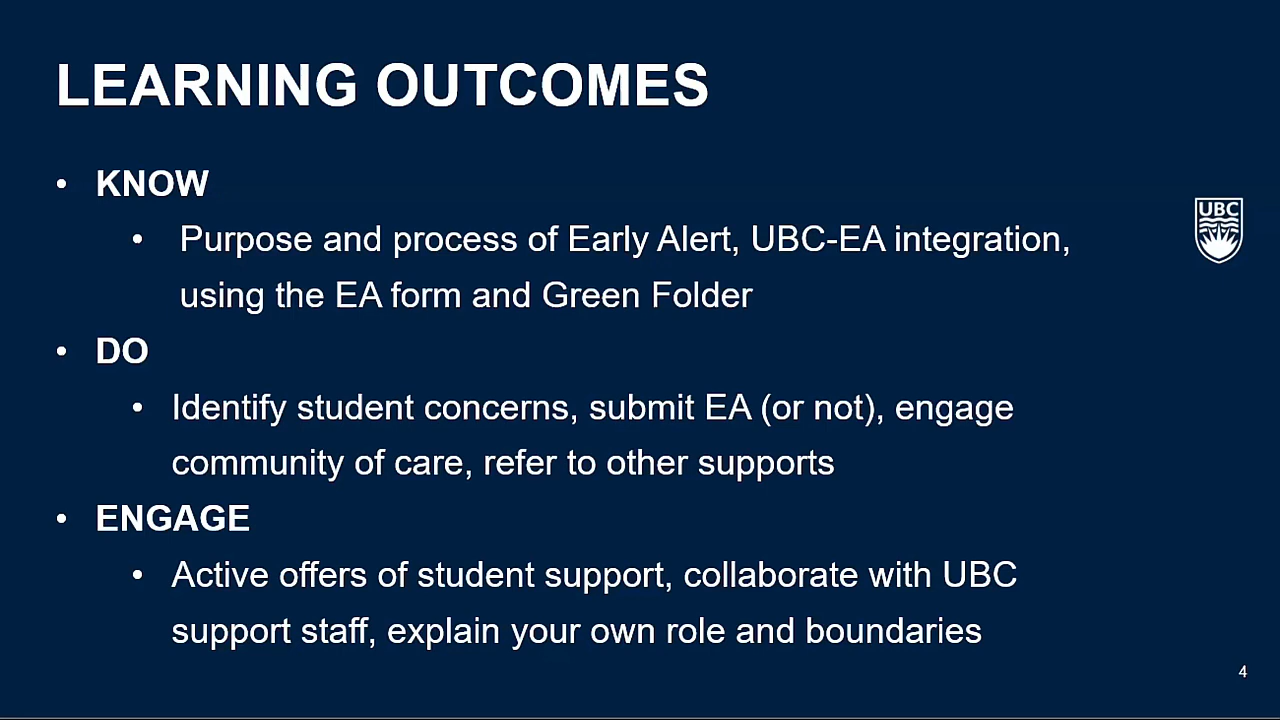 LEARNING OUTCOMES
• KNOW
• Purpose and process of Early Alert, UBC-EA integration,
using the EA form and Green Folder
UBC
• DO
• Identify student concerns, submit EA (or not), engage
community of care, refer to other supports
• ENGAGE
• Active offers of student support, collaborate with UBC
support staff, explain your own role and boundaries
4